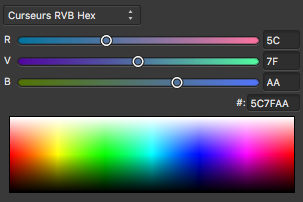 Curseurs RVB Hex
R 5C
V 7F
B AA
#: 5C7FAA